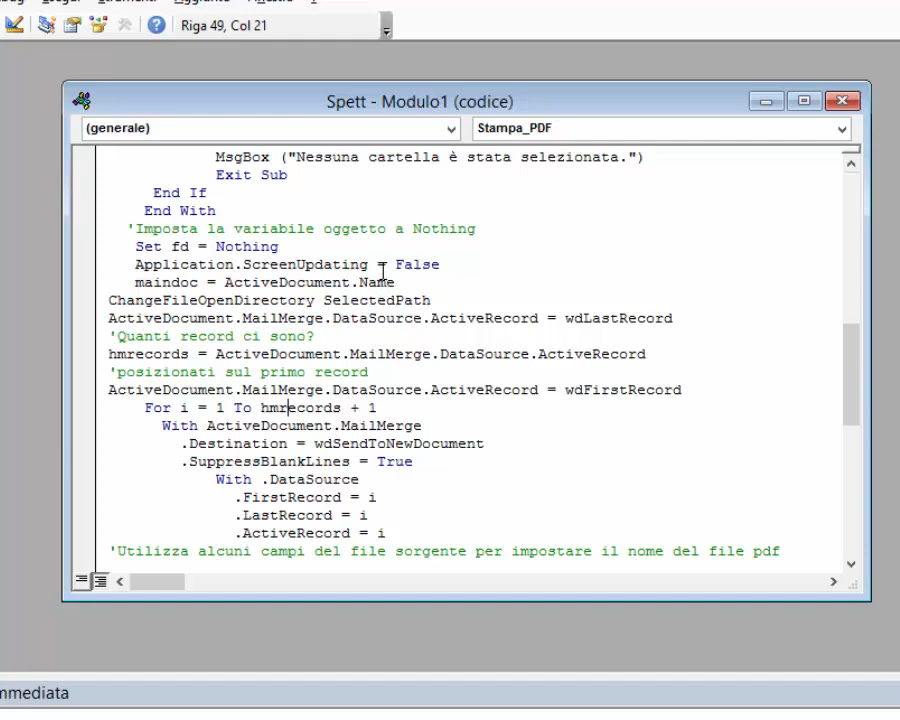 Riga 49, Col 21
Spett - Modulo1 (codice)
(generale)
Stampa_PDF
MsgBox ("Nessuna cartella è stata selezionata.")
Exit Sub
End If
End With
'Imposta la variabile oggetto a Nothing
Set fd = Nothing
Application.ScreenUpdating = False
maindoc = ActiveDocument.Name
ChangeFileOpenDirectory SelectedPath
ActiveDocument.MailMerge.DataSource.ActiveRecord = wdLastRecord
'Quanti record ci sono?
hmrecords = ActiveDocument.MailMerge.DataSource.ActiveRecord
'posizionati sul primo record
ActiveDocument.MailMerge.DataSource.ActiveRecord = wdFirstRecord
For i = 1 To hmrecords + 1
With ActiveDocument.MailMerge
.Destination = wdSendToNewDocument
.SuppressBlankLines = True
With .DataSource
.FirstRecord = i
.LastRecord = i
.ActiveRecord = i
'Utilizza alcuni campi del file sorgente per impostare il nome del file pdf
mmediata